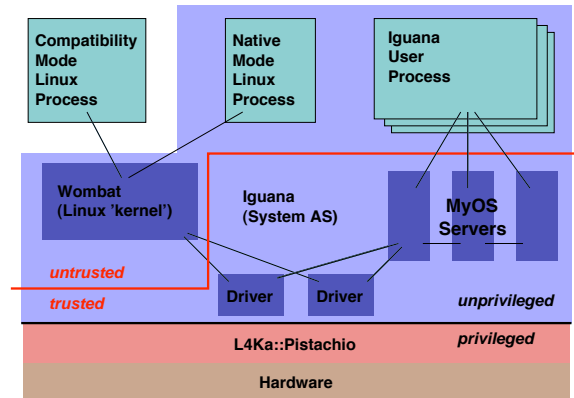 Compatibility
Mode
Linux
Process
Native
Mode
Linux
Process
Iguana
User
Process
Wombat
(Linux 'kernel')
Iguana
(System AS)
MyOS
Servers
untrusted
trusted
Driver
Driver
unprivileged
privileged
L4Ka::Pistachio
Hardware